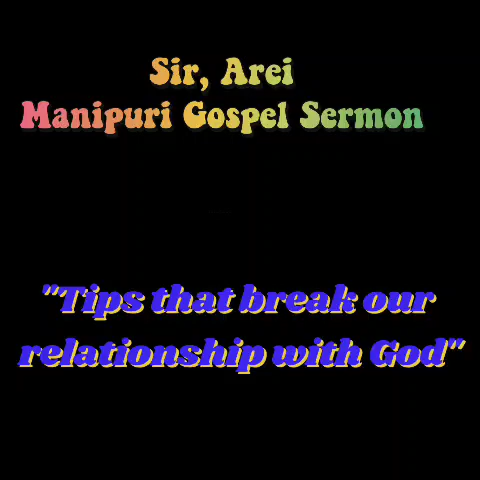 Sir, Arei
Manipuri Gospel Sermon
"Tips that break our
relationship with God"